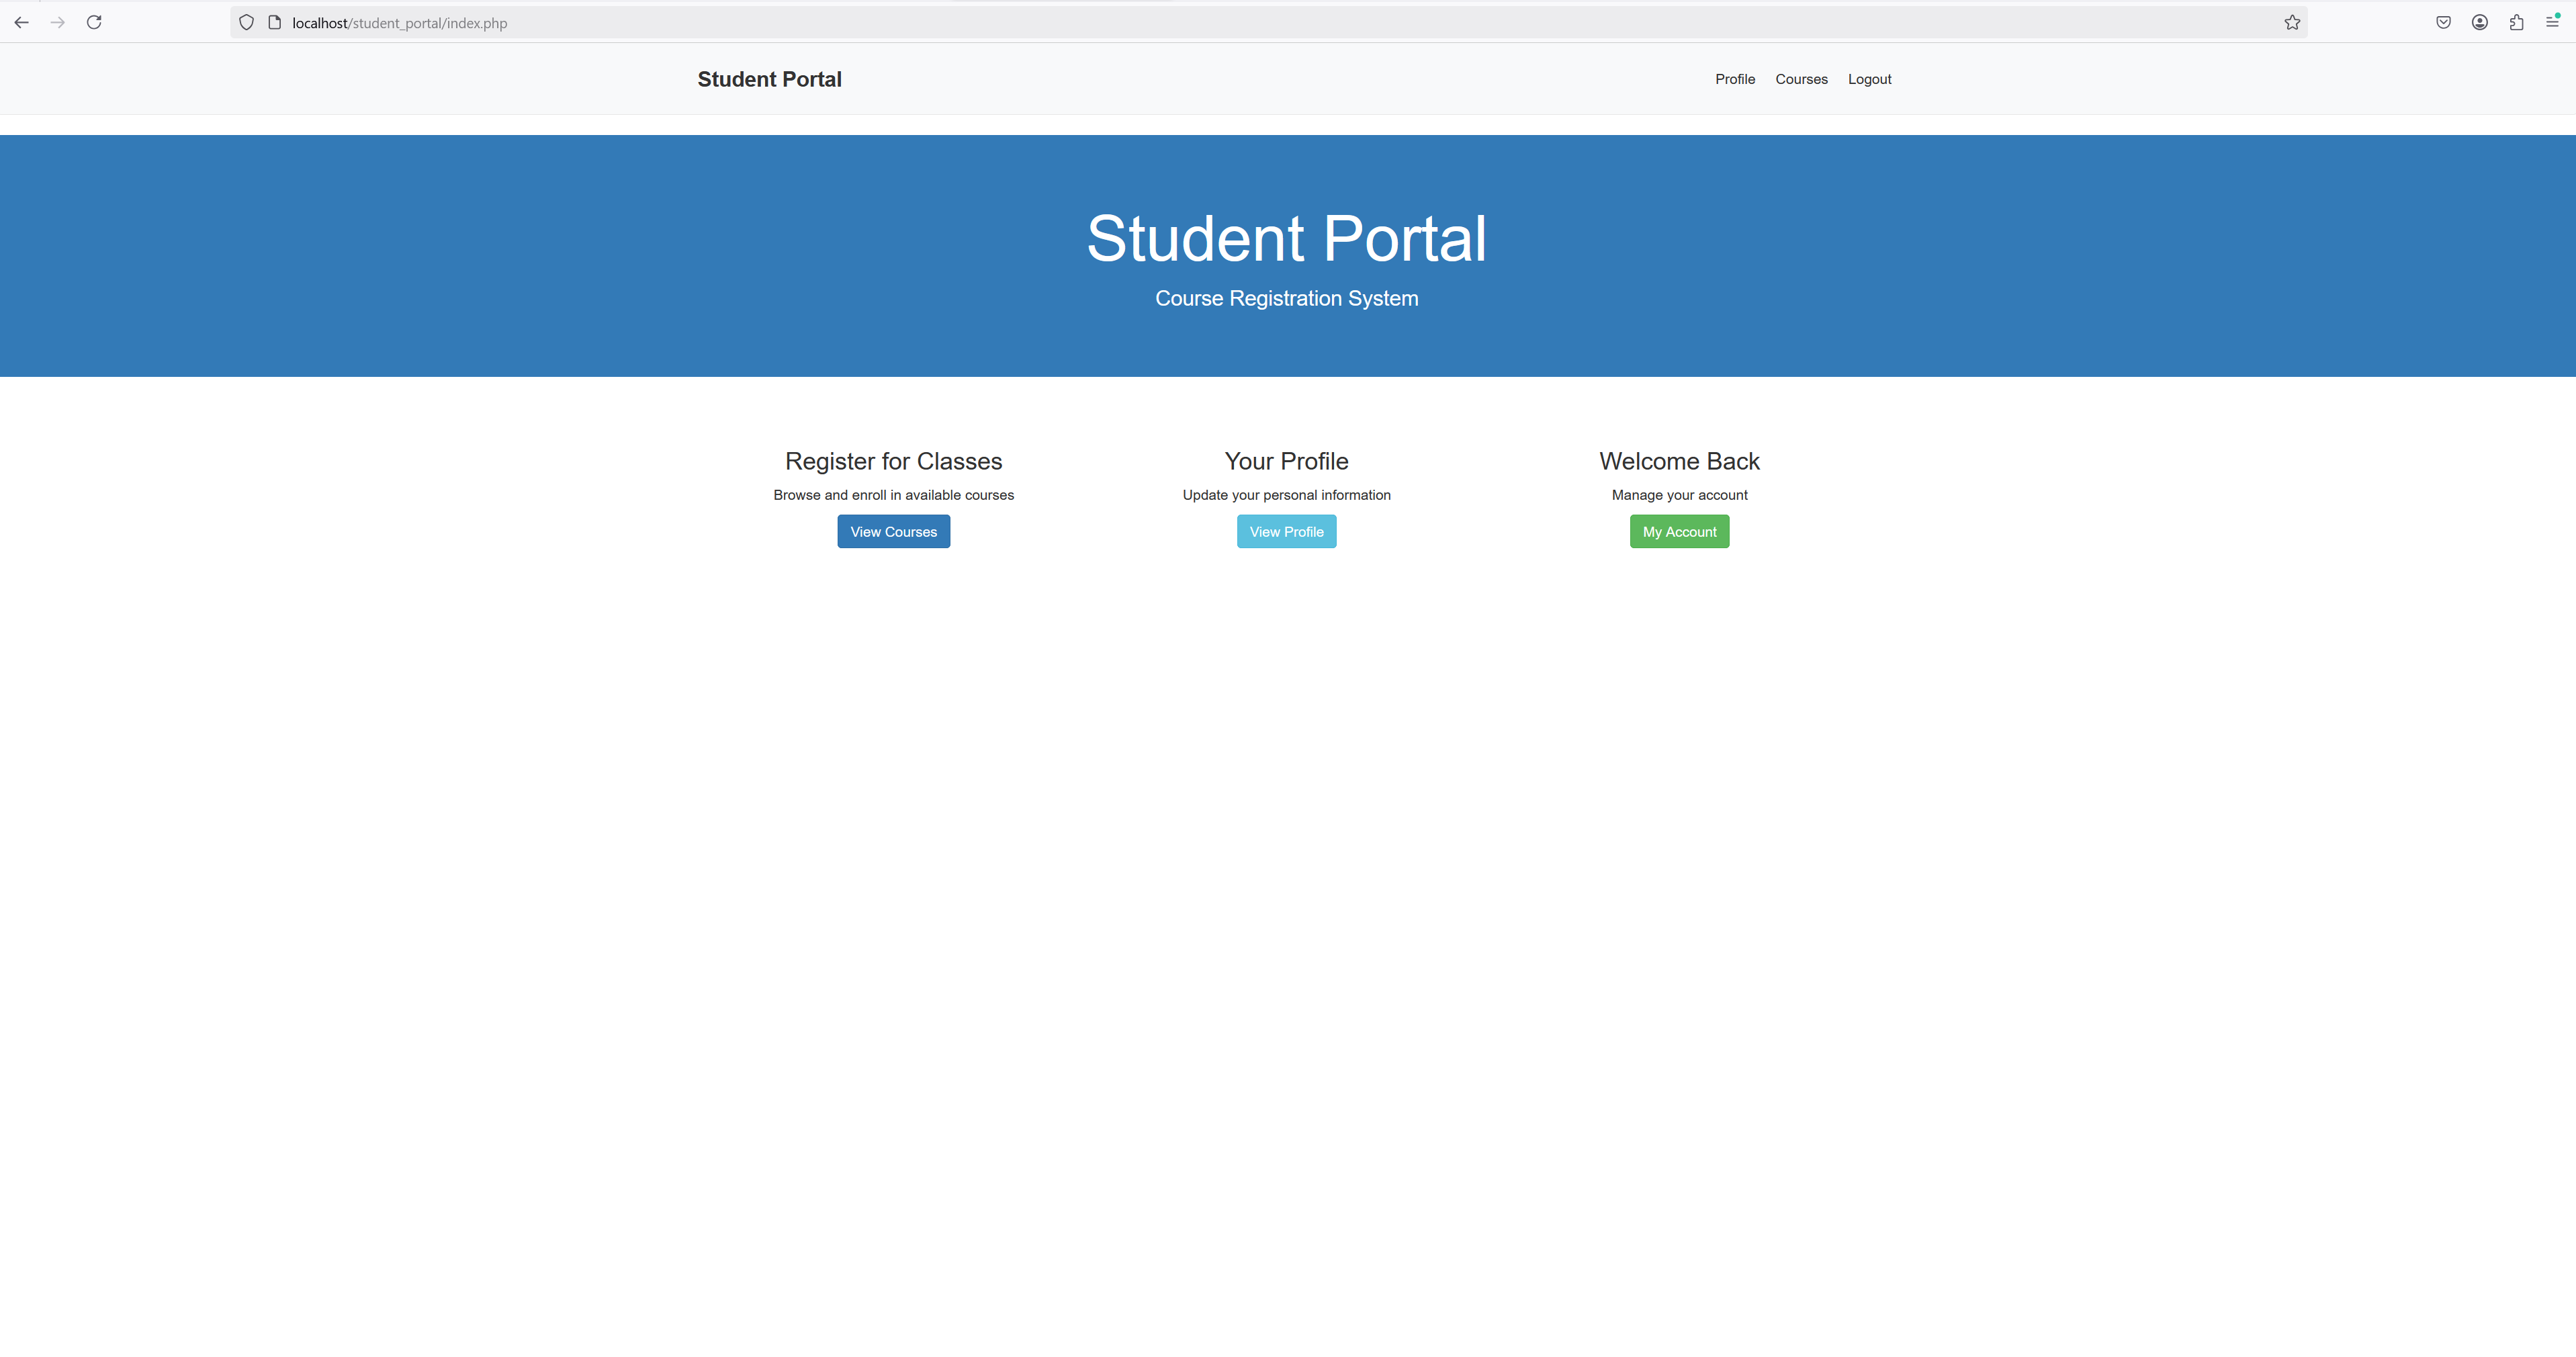 localhost/student_portal/index.php
Student Portal
Profile Courses Logout
Student Portal
Course Registration System
Register for Classes
Browse and enroll in available courses
View Courses
Your Profile
Update your personal information
View Profile
Welcome Back
Manage your account
My Account